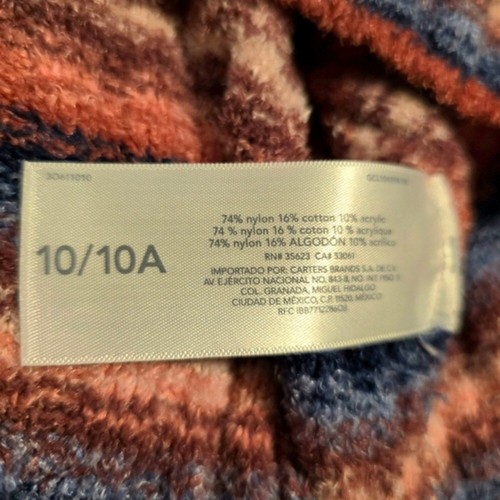 3O611010
10/10A
74% nylon 16% cotton 10% acrylic
74 % nylon 16 % coton 10 % acrylique
74% nylon 16% ALGODÓN 10% acrílico
RN# 35623 CA# 53061
IMPORTADO POR: CARTERS BRANDS S.A. DE C.V.
AV. EJÉRCITO NACIONAL NO. 843-B, NO. INT.
COL. GRANADA, MIGUEL HIDALGO
CIUDAD DE MÉXICO, C.P. 11520, MÉXICO
RFC